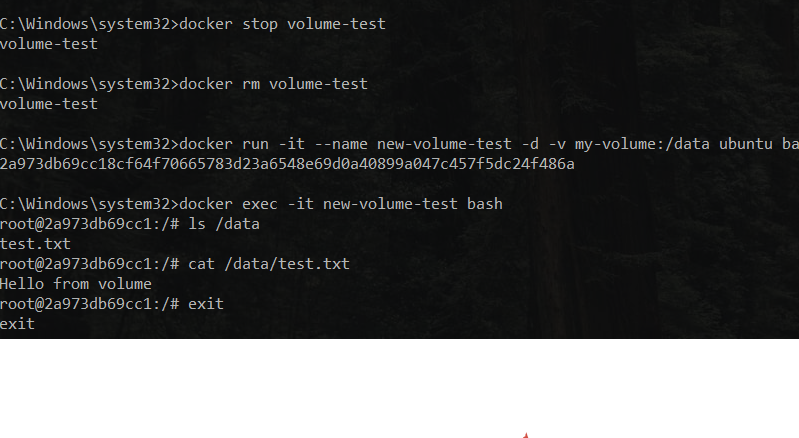 C:\Windows\system32>docker stop volume-test
volume-test
C:\Windows\system32>docker rm volume-test
volume-test
C:\Windows\system32>docker run -it --name new-volume-test -d -v my-volume:/data ubuntu ba
2a973db69cc18cf64f70665783d23a6548e69d0a40899a047c457f5dc24f486a
C:\Windows\system32>docker exec -it new-volume-test bash
root@2a973db69cc1:/# ls /data
test.txt
root@2a973db69cc1:/# cat /data/test.txt
Hello from volume
root@2a973db69cc1:/# exit
exit